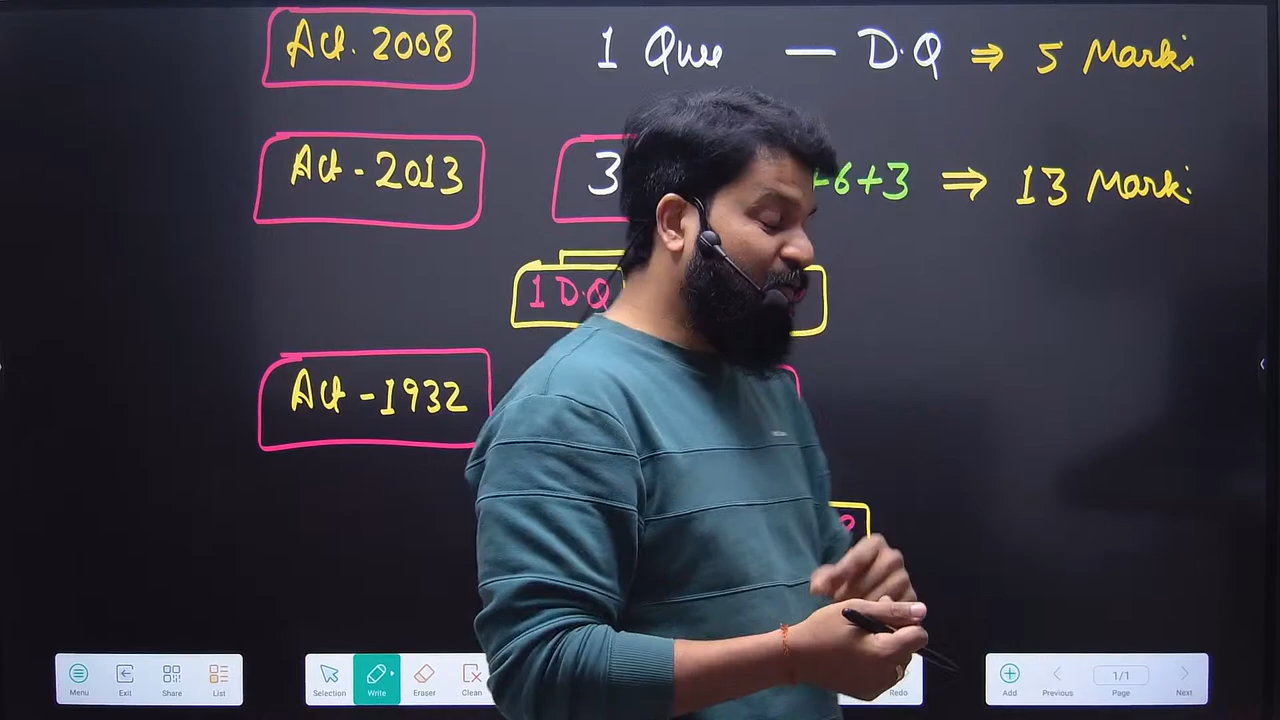 Act. 2008 1 Que — D.Q ⇒ 5 Marks
Act - 2013 3 +6+3 ⇒ 13 Marks
1 D.Q
Act - 1932
Menu Exit Share List Selection Write Eraser Clean Redo Add Previous 1/1 Page Next